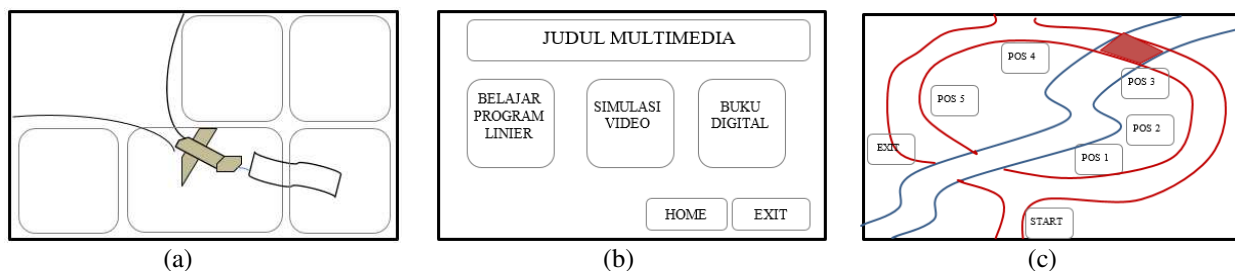 JUDUL MULTIMEDIA
BELAJAR
PROGRAM
LINIER
SIMULASI
VIDEO
BUKU
DIGITAL
HOME
EXIT
POS 4
POS 3
POS 5
POS 2
EXIT
POS 1
START
(a)
(b)
(c)